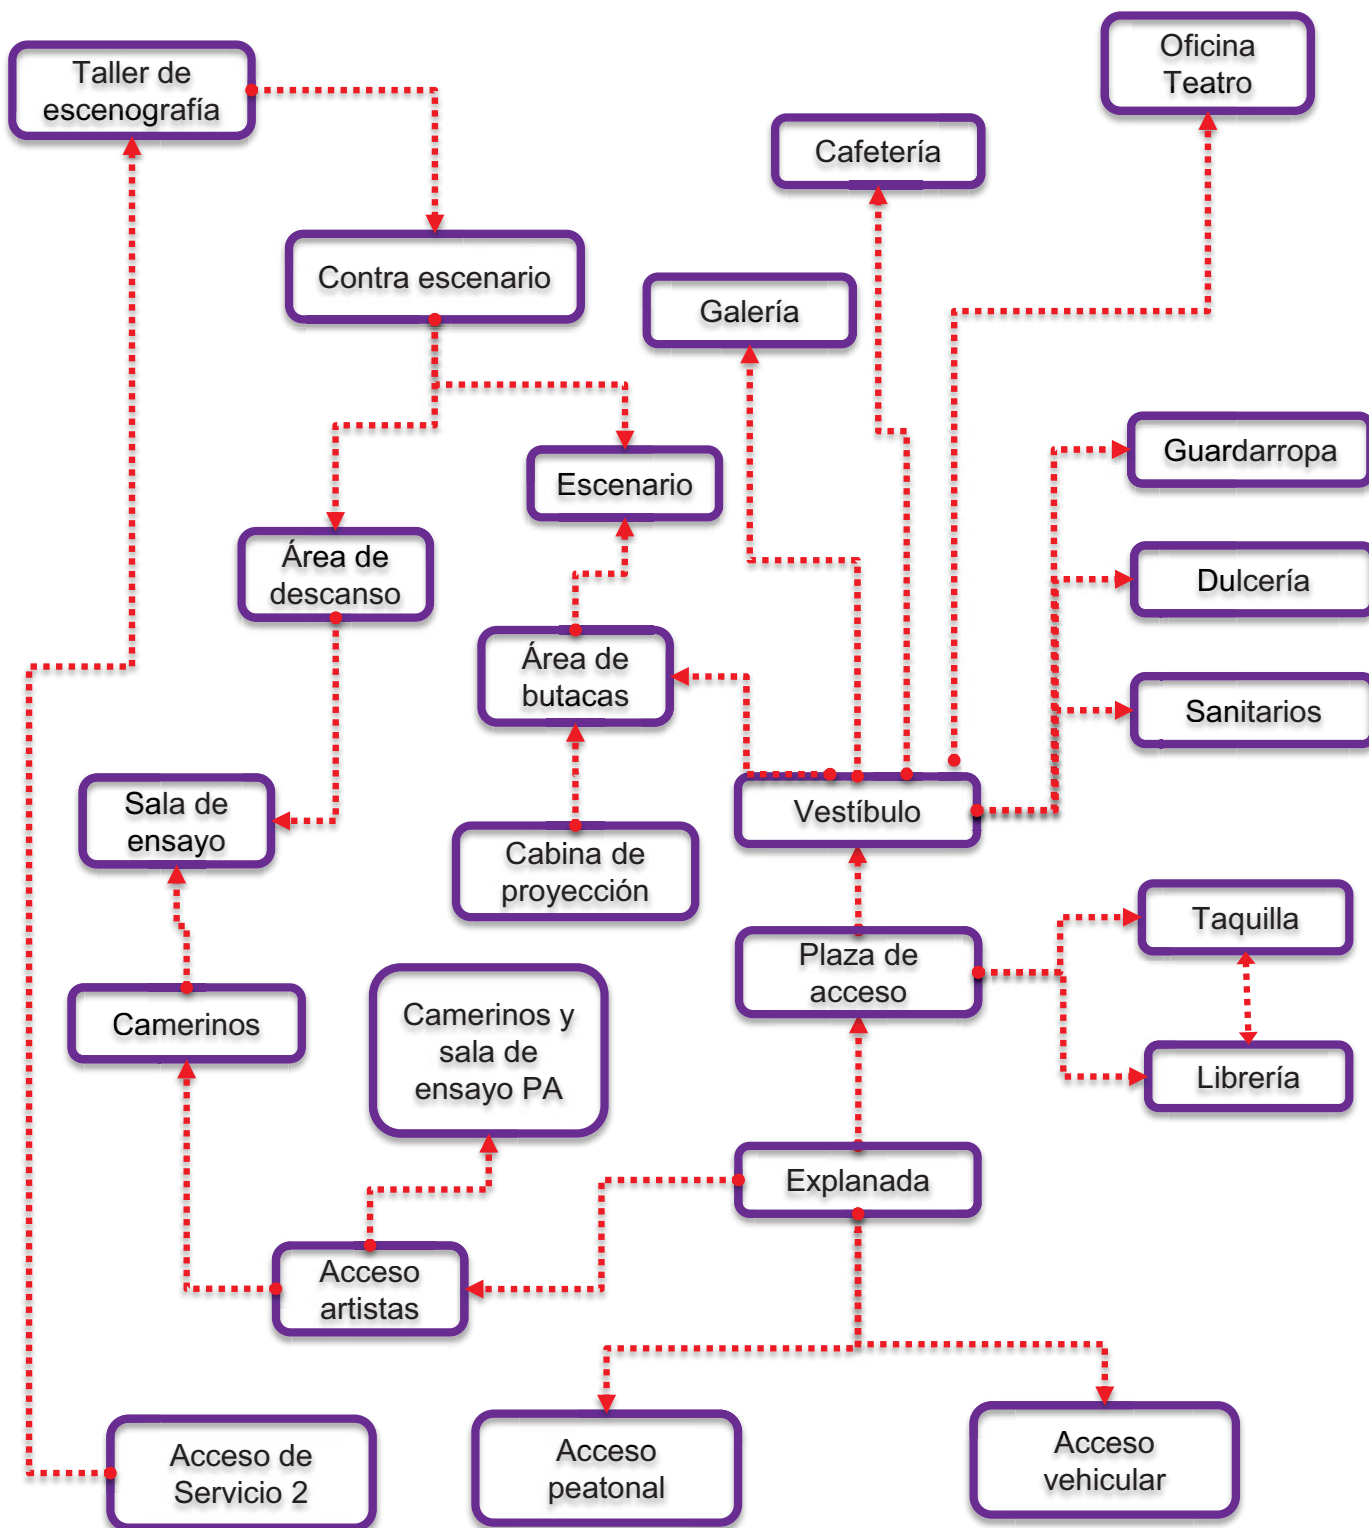 Oficina
Teatro
Taller de
escenografía
Cafetería
Contra escenario
Galería
Guardarropa
Escenario
Área de
descanso
Dulcería
Área de
butacas
Sanitarios
Sala de
ensayo
Vestíbulo
Cabina de
proyección
Taquilla
Plaza de
acceso
Camerinos
Camerinos y
sala de
ensayo PA
Librería
Explanada
Acceso
artistas
Acceso de
Servicio 2
Acceso
peatonal
Acceso
vehicular